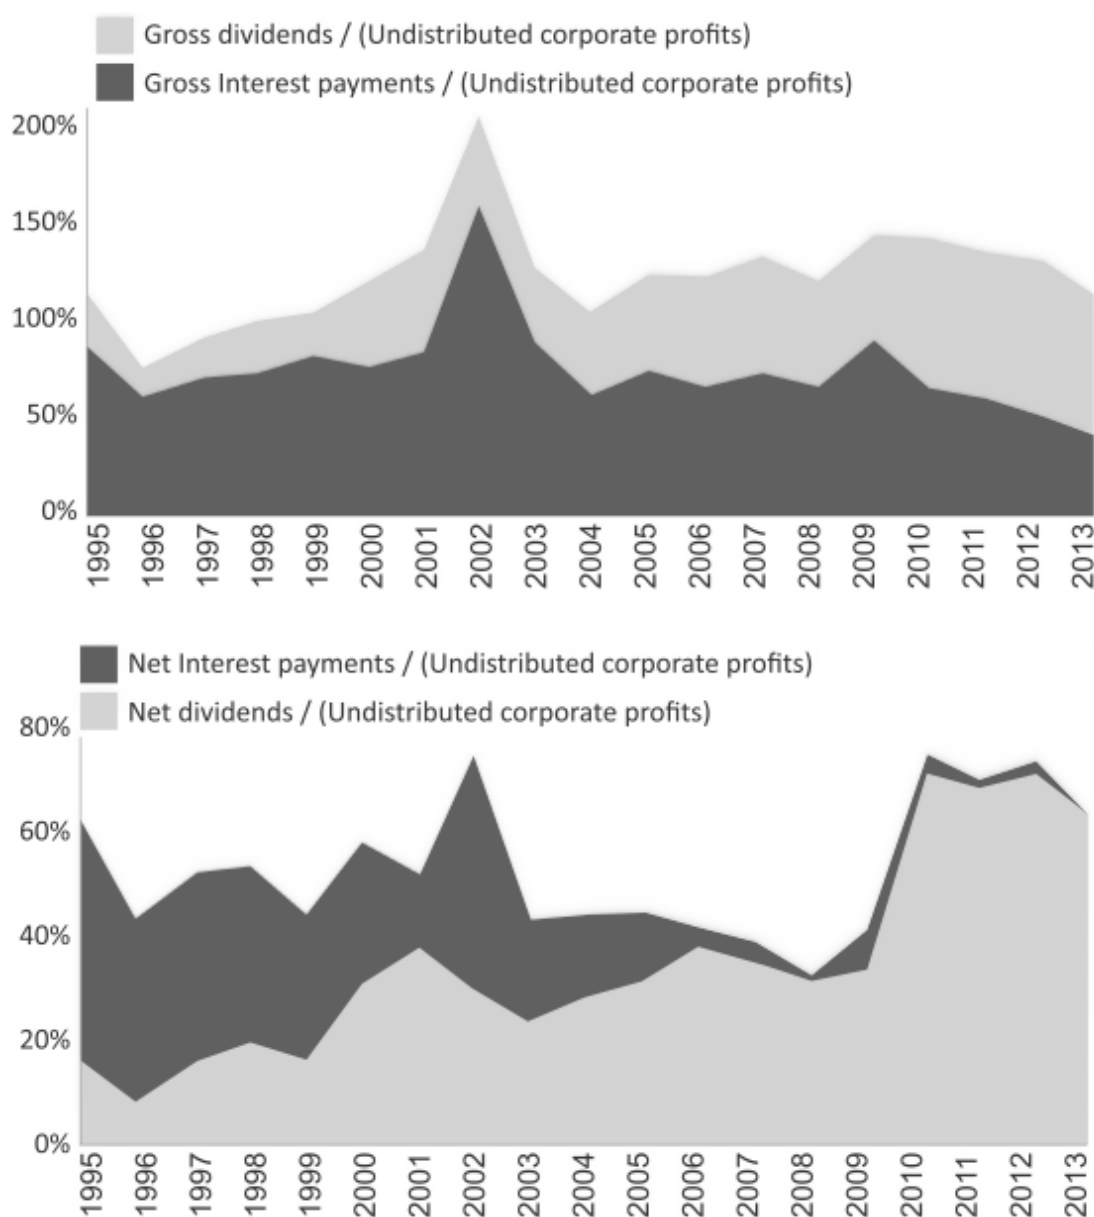 Gross dividends / (Undistributed corporate profits)
Gross Interest payments / (Undistributed corporate profits)
200%
150%
100%
50%
0%
1995 1996 1997 1998 1999 2000 2001 2002 2003 2004 2005 2006 2007 2008 2009 2010 2011 2012 2013
Net Interest payments / (Undistributed corporate profits)
Net dividends / (Undistributed corporate profits)
80%
60%
40%
20%
0%
1995 1996 1997 1998 1999 2000 2001 2002 2003 2004 2005 2006 2007 2008 2009 2010 2011 2012 2013